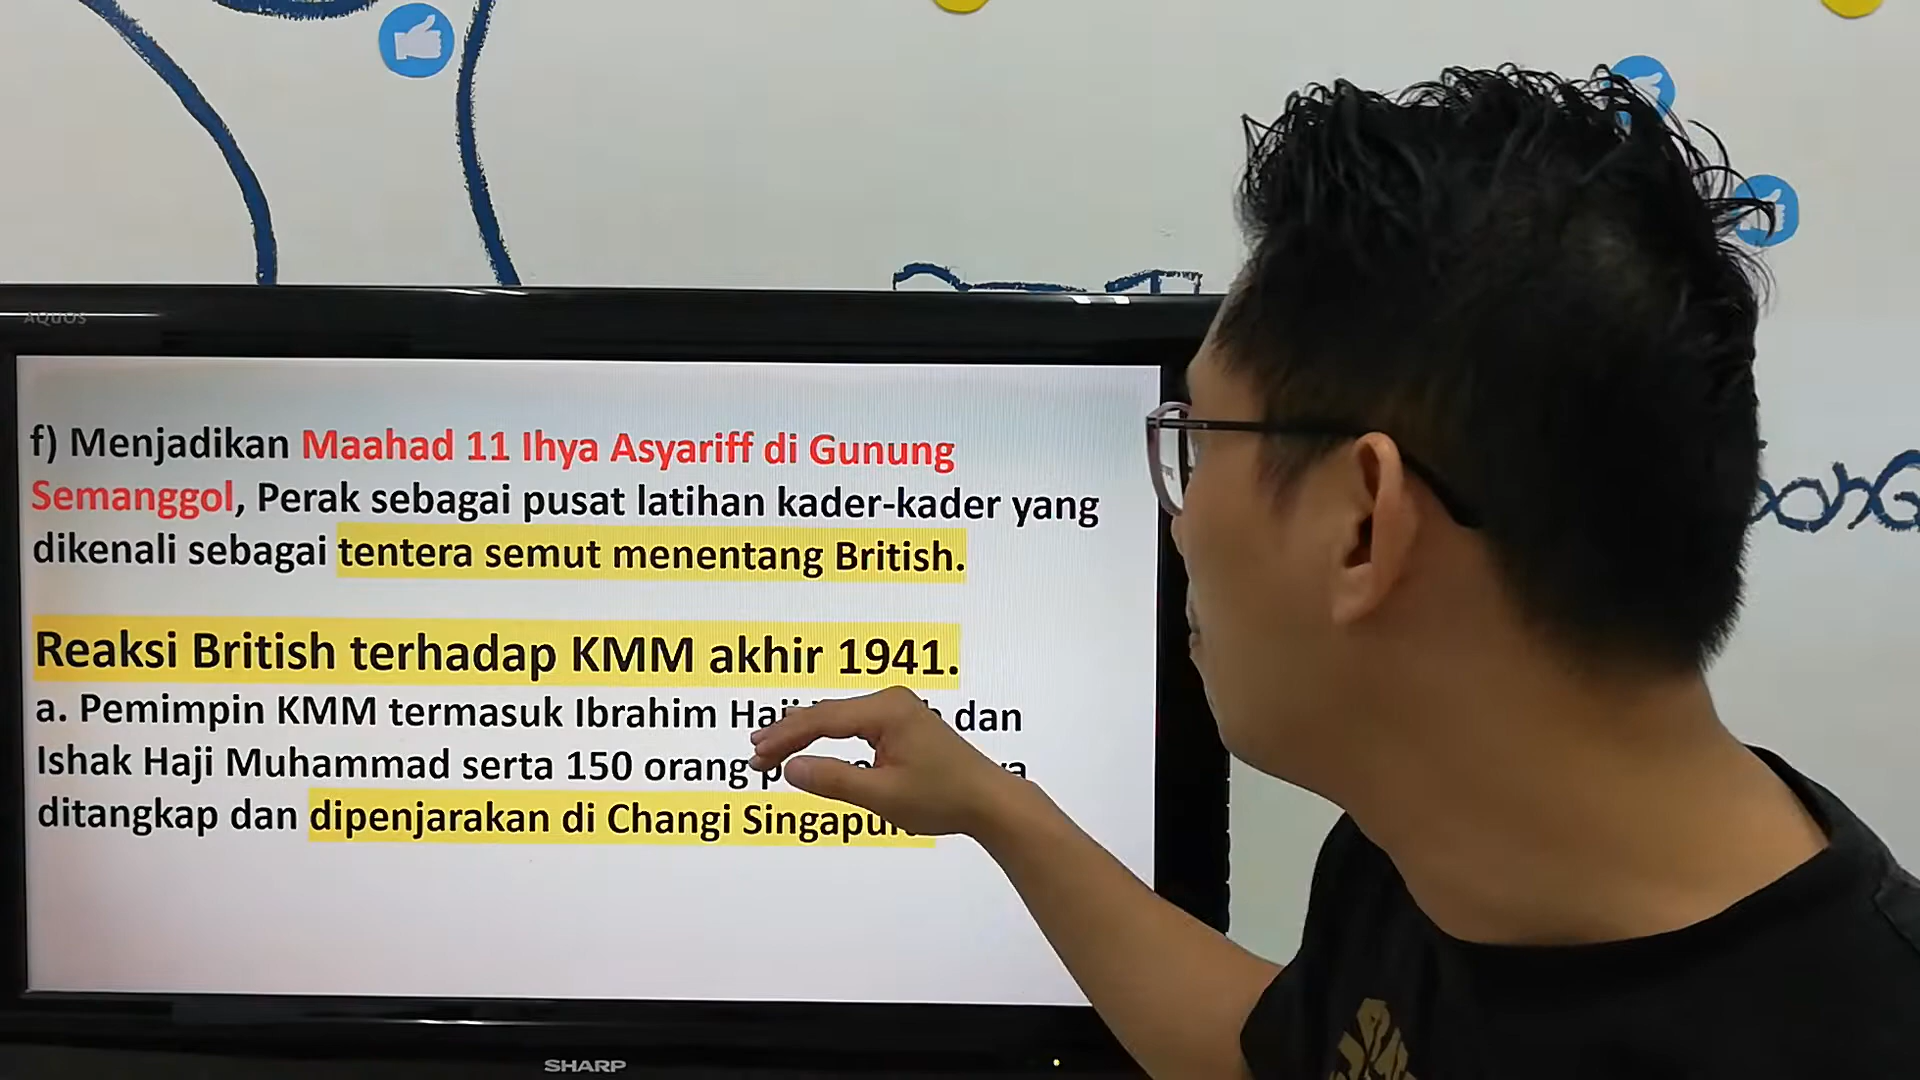 AQUOS
f) Menjadikan Maahad 11 Ihya Asyariff di Gunung
Semanggol, Perak sebagai pusat latihan kader-kader yang
dikenali sebagai tentera semut menentang British.
Reaksi British terhadap KMM akhir 1941.
a. Pemimpin KMM termasuk Ibrahim Haji dan
Ishak Haji Muhammad serta 150 orang
ditangkap dan dipenjarakan di Changi
SHARP